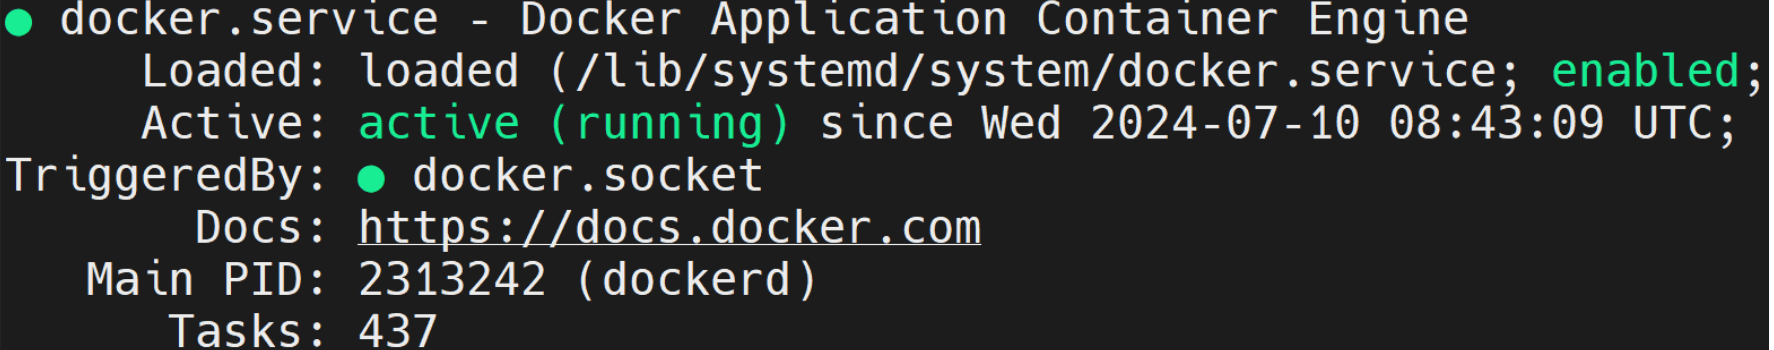 ● docker.service - Docker Application Container Engine
Loaded: loaded (/lib/systemd/system/docker.service; enabled;
Active: active (running) since Wed 2024-07-10 08:43:09 UTC;
TriggeredBy: ● docker.socket
Docs: https://docs.docker.com
Main PID: 2313242 (dockerd)
Tasks: 437